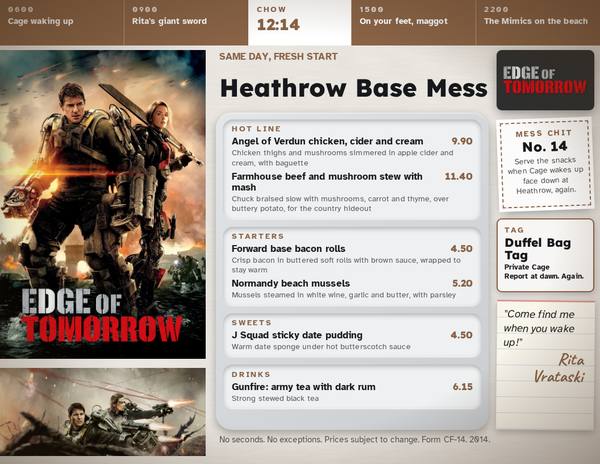 0600
Cage waking up
0900
Rita's giant sword
CHOW
12:14
1500
On your feet, maggot
2200
The Mimics on the beach
EDGE OF
TOMORROW
SAME DAY, FRESH START
Heathrow Base Mess
HOT LINE
Angel of Verdun chicken, cider and cream 9.90
Chicken thighs and mushrooms simmered in apple cider and
cream, with baguette
Farmhouse beef and mushroom stew with 11.40
mash
Chuck braised slow with mushrooms, carrot and thyme, over
buttery potato, for the country hideout
STARTERS
Forward base bacon rolls 4.50
Crisp bacon in buttered soft rolls with brown sauce, wrapped to
stay warm
Normandy beach mussels 5.20
Mussels steamed in white wine, garlic and butter, with parsley
SWEETS
J Squad sticky date pudding 4.50
Warm date sponge under hot butterscotch sauce
DRINKS
Gunfire: army tea with dark rum 6.15
Strong stewed black tea
No seconds. No exceptions. Prices subject to change. Form CF-14. 2014.
EDGE OF
TOMORROW
MESS CHIT
No. 14
Serve the snacks
when Cage wakes up
face down at
Heathrow, again.
TAG
Duffel Bag
Tag
Private Cage
Report at dawn. Again.
"Come find me
when you wake
up!"
Rita
Vrataski